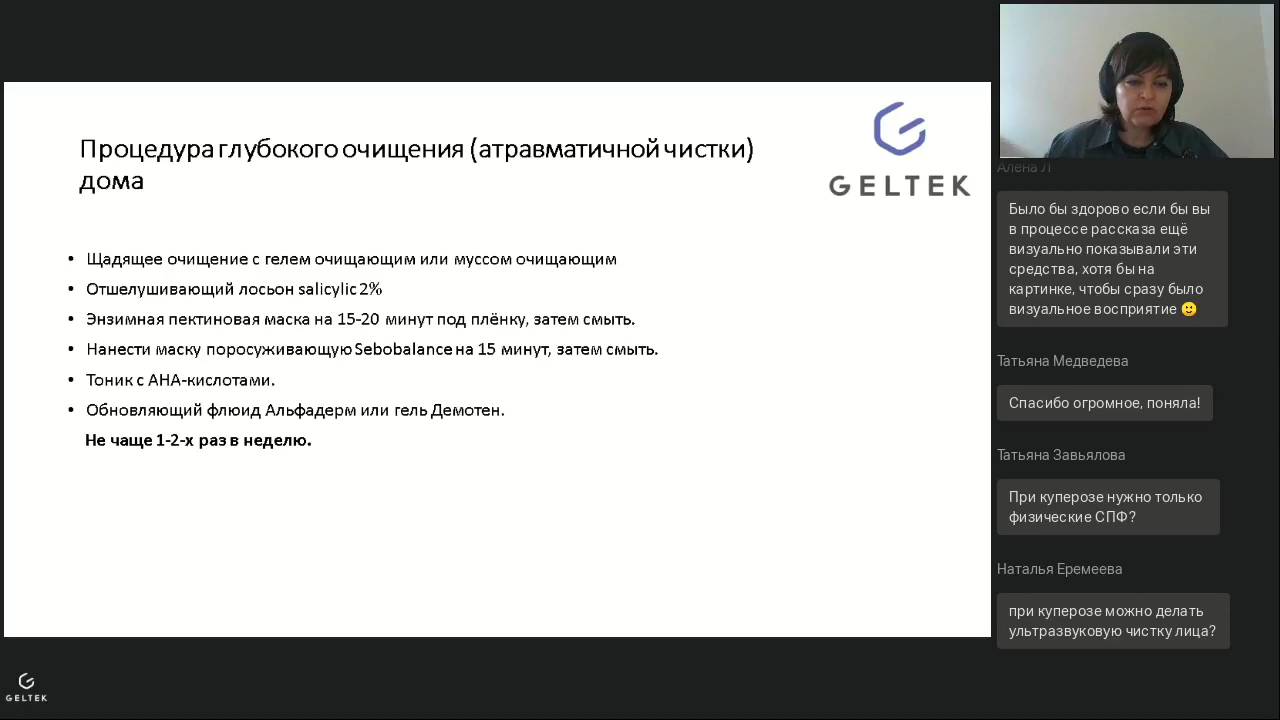 Процедура глубокого очищения (атравматичной чистки)
дома
GELTEK
• Щадящее очищение с гелем очищающим или муссом очищающим
• Отшелушивающий лосьон salicylic 2%
• Энзимная пектиновая маска на 15-20 минут под плёнку, затем смыть.
• Нанести маску поросуживающую Sebobalance на 15 минут, затем смыть.
• Тоник с АНА-кислотами.
• Обновляющий флюид Альфадерм или гель Демотен.
Не чаще 1-2-х раз в неделю.
GELTEK
Алена Л
Было бы здорово если бы вы
в процессе рассказа ещё
визуально показывали эти
средства, хотя бы на
картинке, чтобы сразу было
визуальное восприятие 🙂
Татьяна Медведева
Спасибо огромное, поняла!
Татьяна Завьялова
При куперозе нужно только
физические СПФ?
Наталья Еремеева
при куперозе можно делать
ультразвуковую чистку лица?